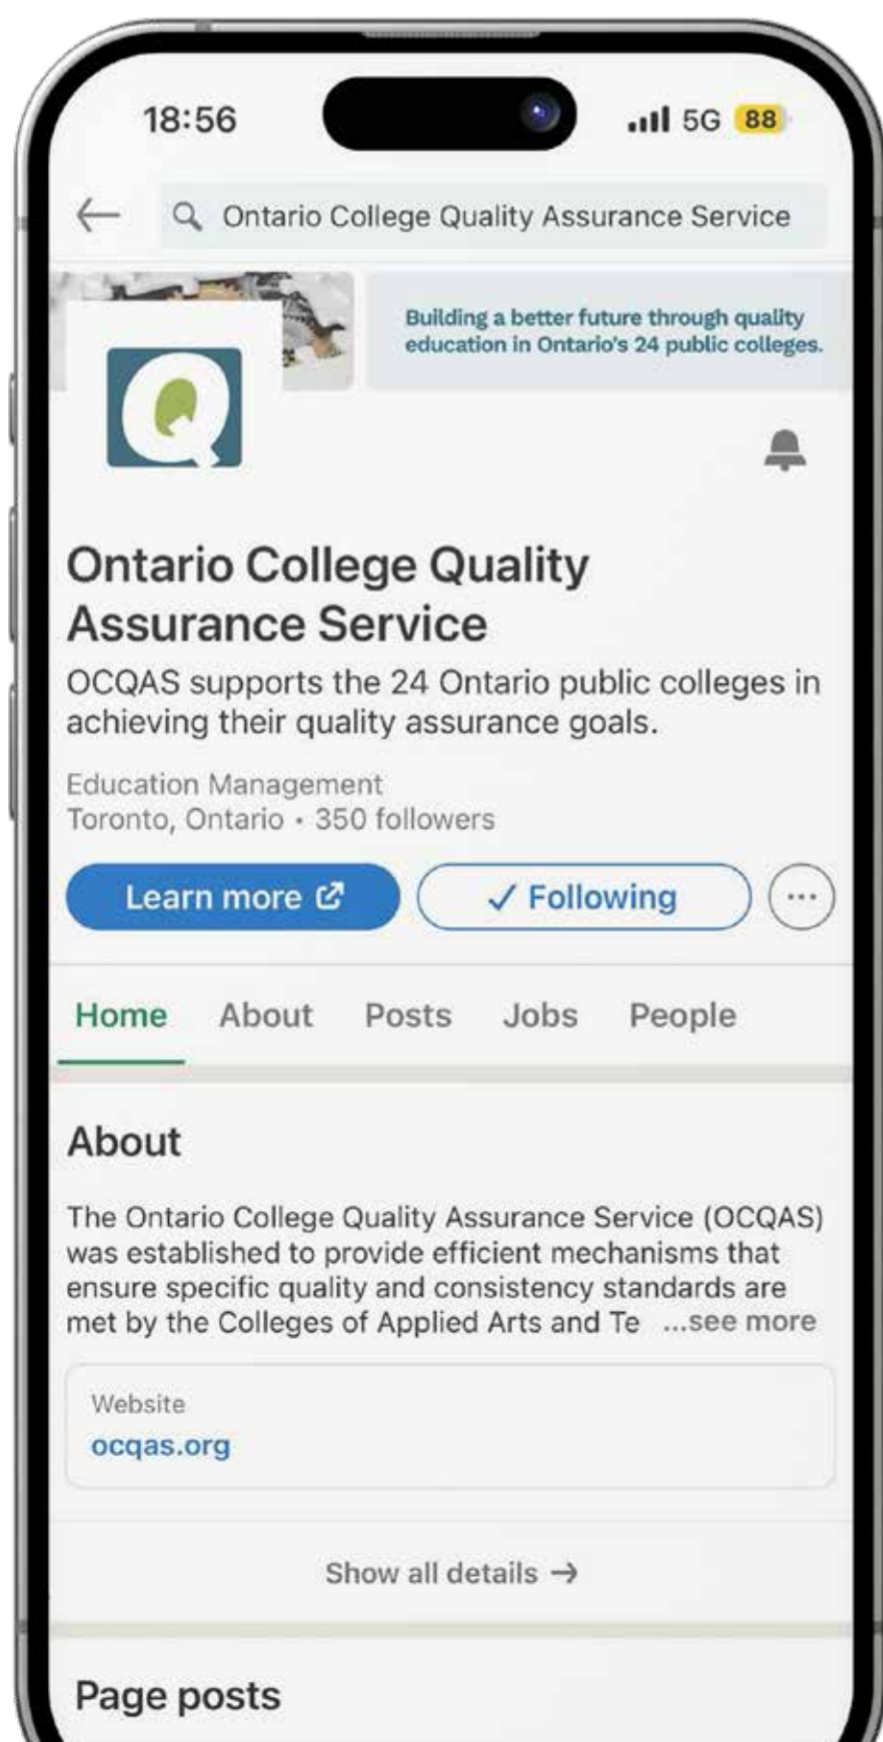 18:56
5G 88
Ontario College Quality Assurance Service
Building a better future through quality
education in Ontario's 24 public colleges.
Q
Ontario College Quality
Assurance Service
OCQAS supports the 24 Ontario public colleges in
achieving their quality assurance goals.
Education Management
Toronto, Ontario • 350 followers
Learn more
✓ Following
...
Home About Posts Jobs People
About
The Ontario College Quality Assurance Service (OCQAS)
was established to provide efficient mechanisms that
ensure specific quality and consistency standards are
met by the Colleges of Applied Arts and Te ...see more
Website
ocqas.org
Show all details →
Page posts